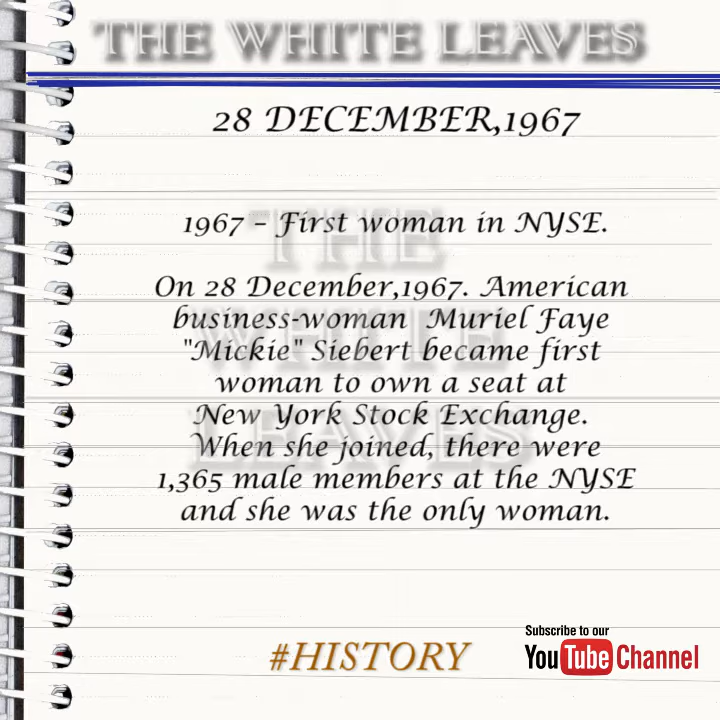 THE WHITE LEAVES
28 DECEMBER,1967
1967 – First woman in NYSE.
On 28 December,1967. American
business-woman Muriel Faye
"Mickie" Siebert became first
woman to own a seat at
New York Stock Exchange.
When she joined, there were
1,365 male members at the NYSE
and she was the only woman.
THE
WHITE
LEAVES
#HISTORY
Subscribe to our
YouTube Channel